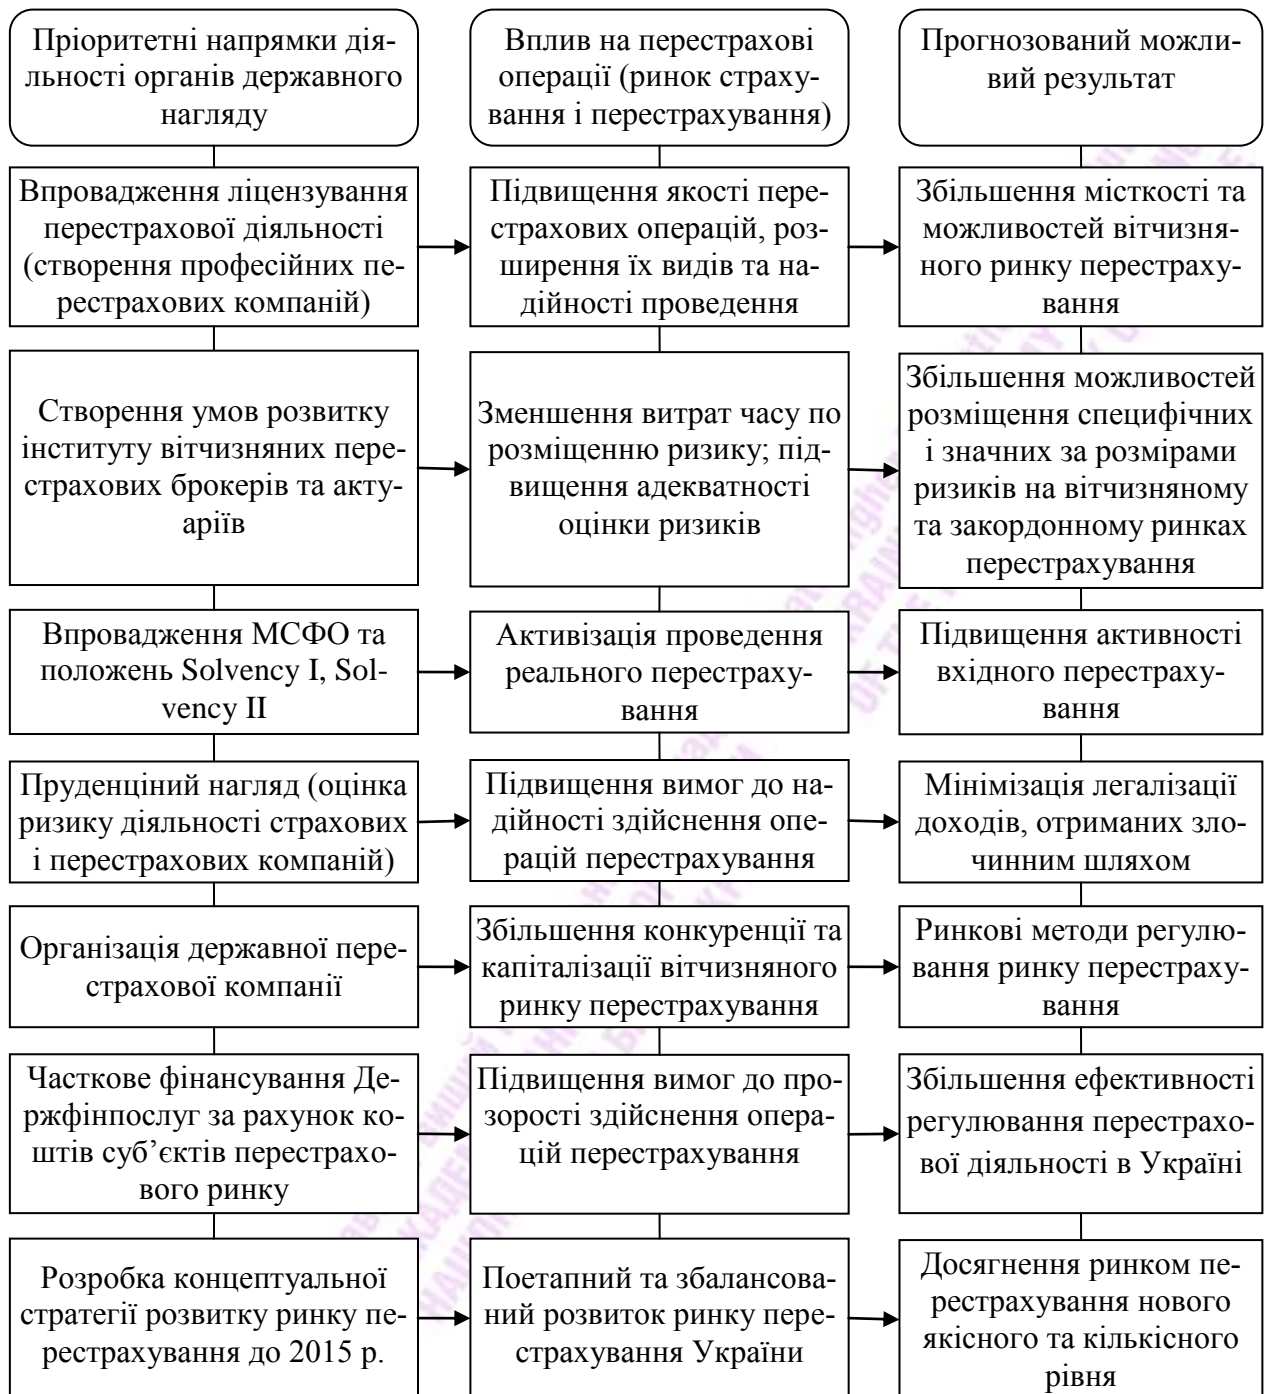 Пріоритетні напрямки ді-
яльності органів державного
нагляду
Вплив на перестрахові
операції (ринок страху-
вання і перестрахування)
Прогнозований можли-
вий результат
Впровадження ліцензування
перестрахової діяльності
(створення професійних пе-
рестрахових компаній)
Підвищення якості пере-
страхових операцій, роз-
ширення їх видів та на-
дійності проведення
Збільшення місткості та
можливостей вітчизня-
ного ринку перестраху-
вання
Створення умов розвитку
інституту вітчизняних пере-
страхових брокерів та акту-
аріїв
Зменшення витрат часу по
розміщенню ризику; під-
вищення адекватності
оцінки ризиків
Збільшення можливостей
розміщення специфічних
і значних за розмірами
ризиків на вітчизняному
та закордонному ринках
перестрахування
Впровадження МСФО та
положень Solvency I, Sol-
vency II
Активізація проведення
реального перестраху-
вання
Підвищення активності
вхідного перестраху-
вання
Пруденціний нагляд (оцінка
ризику діяльності страхових
і перестрахових компаній)
Підвищення вимог до на-
дійності здійснення опе-
рацій перестрахування
Мінімізація легалізації
доходів, отриманих зло-
чинним шляхом
Організація державної пере-
страхової компанії
Збільшення конкуренції та
капіталізації вітчизняного
ринку перестрахування
Ринкові методи регулю-
вання ринку перестраху-
вання
Часткове фінансування Де-
ржфінпослуг за рахунок ко-
штів суб’єктів перестрахо-
вого ринку
Підвищення вимог до про-
зорості здійснення опера-
цій перестрахування
Збільшення ефективності
регулювання перестрахо-
вої діяльності в Україні
Розробка концептуальної
стратегії розвитку ринку пе-
рестрахування до 2015 р.
Поетапний та збалансова-
ний розвиток ринку пере-
страхування України
Досягнення ринком пе-
рестрахування нового
якісного та кількісного
рівня